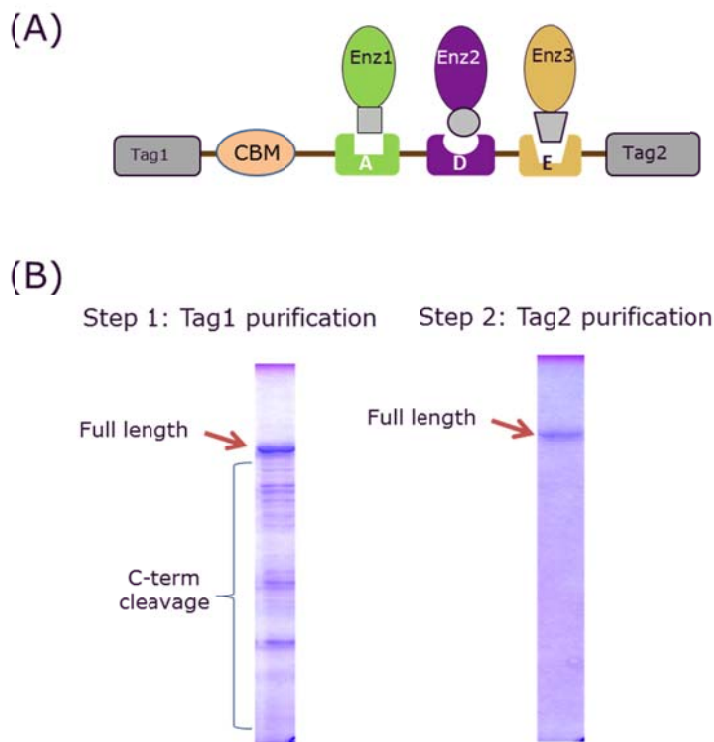 (A)
Enz1 Enz2 Enz3
Tag1 CBM A D E Tag2
(B)
Step 1: Tag1 purification Step 2: Tag2 purification
Full length Full length
C-term
cleavage